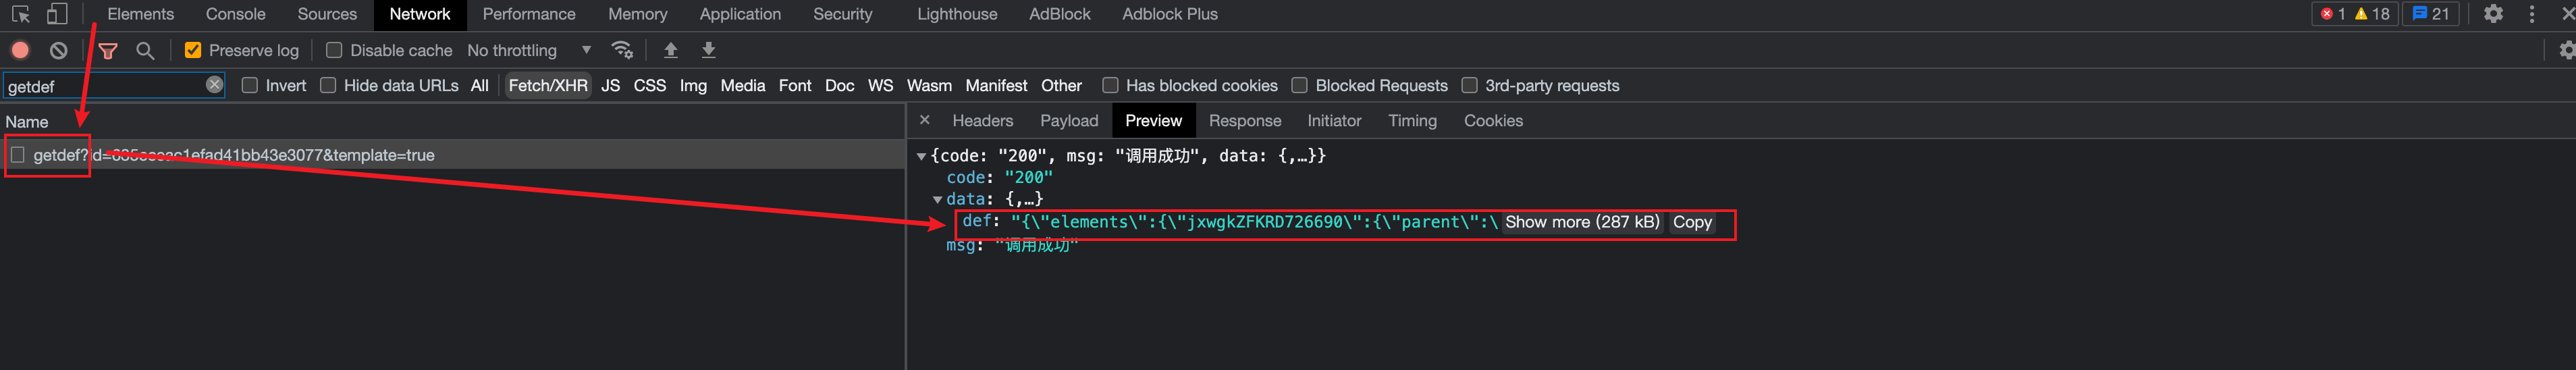 Elements Console Sources Network Performance Memory Application Security Lighthouse AdBlock Adblock Plus 1 18 21
Preserve log Disable cache No throttling
getdef Invert Hide data URLs All Fetch/XHR JS CSS Img Media Font Doc WS Wasm Manifest Other Has blocked cookies Blocked Requests 3rd-party requests
Name
Headers Payload Preview Response Initiator Timing Cookies
getdef?id=635eceac1efad41bb43e3077&template=true
{code: "200", msg: "调用成功", data: {,…}}
code: "200"
data: {,…}
def: "{\"elements\":{\"jxwgkZFKRD726690\":{\"parent\":\ Show more (287 kB) Copy
msg: "调用成功"